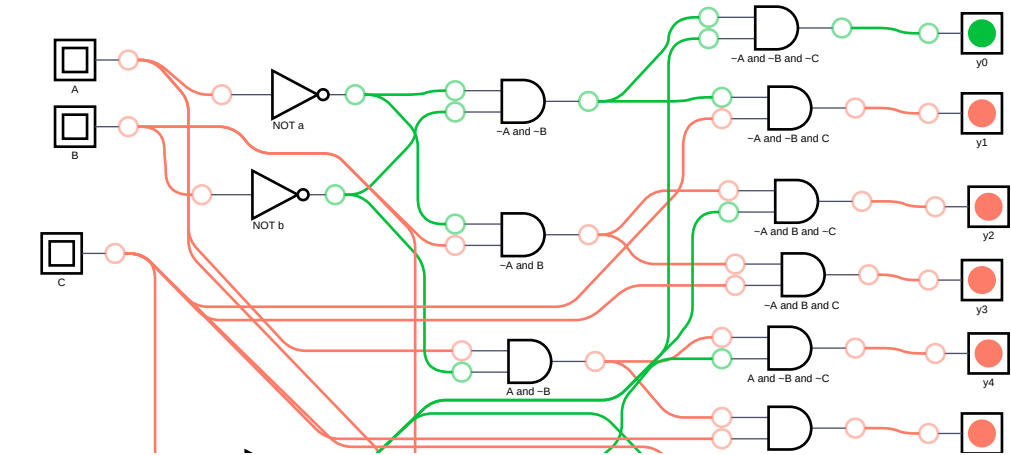 A
B
C
NOT a
NOT b
~A and ~B
~A and B
A and ~B
~A and ~B and ~C
~A and ~B and C
~A and B and ~C
~A and B and C
A and ~B and ~C
y0
y1
y2
y3
y4